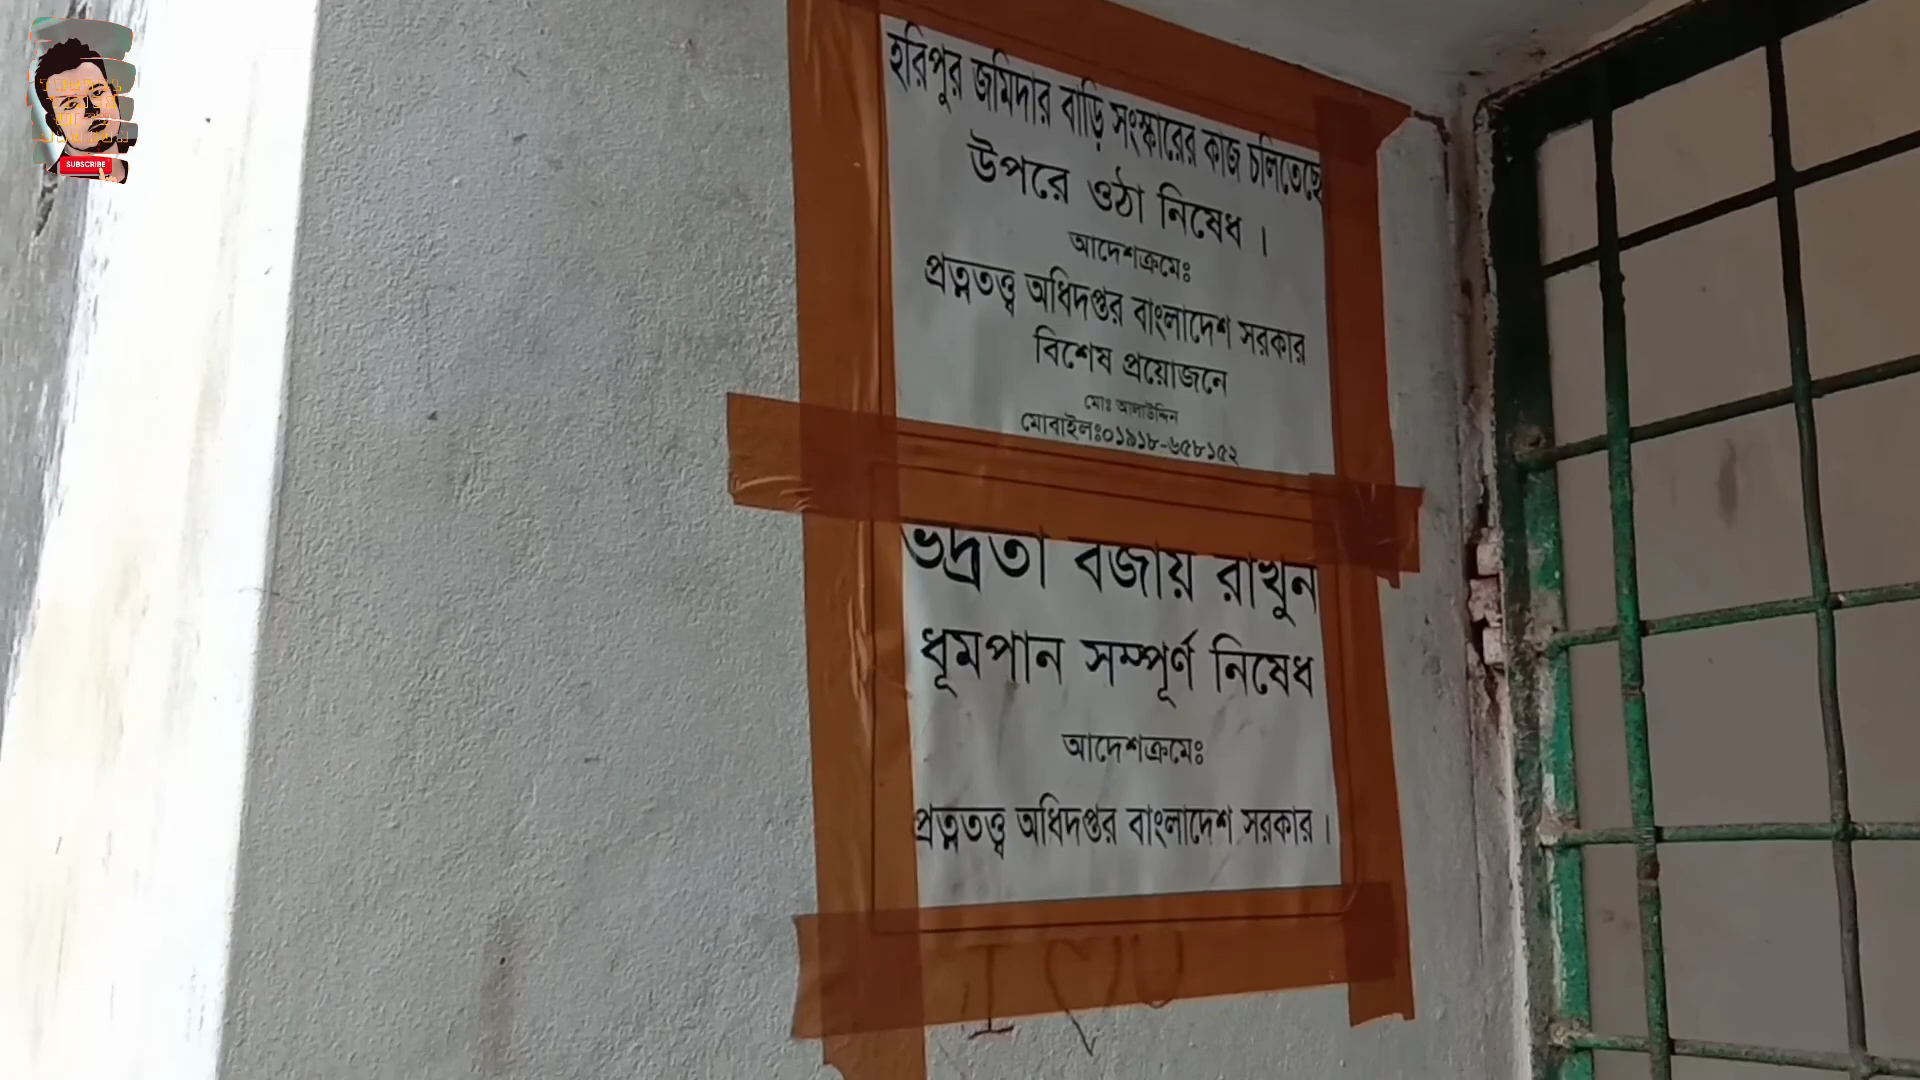 SUBSCRIBE
হরিপুর জমিদার বাড়ি সংস্কারের কাজ চলিতেছে
উপরে ওঠা নিষেধ ।
আদেশক্রমেঃ
প্রত্নতত্ত্ব অধিদপ্তর বাংলাদেশ সরকার
বিশেষ প্রয়োজনে
মোঃ আলাউদ্দিন
মোবাইলঃ০১৯১৮-৬৫৮১৫২
ভদ্রতা বজায় রাখুন
ধূমপান সম্পূর্ণ নিষেধ
আদেশক্রমেঃ
প্রত্নতত্ত্ব অধিদপ্তর বাংলাদেশ সরকার ।
I ♡ U